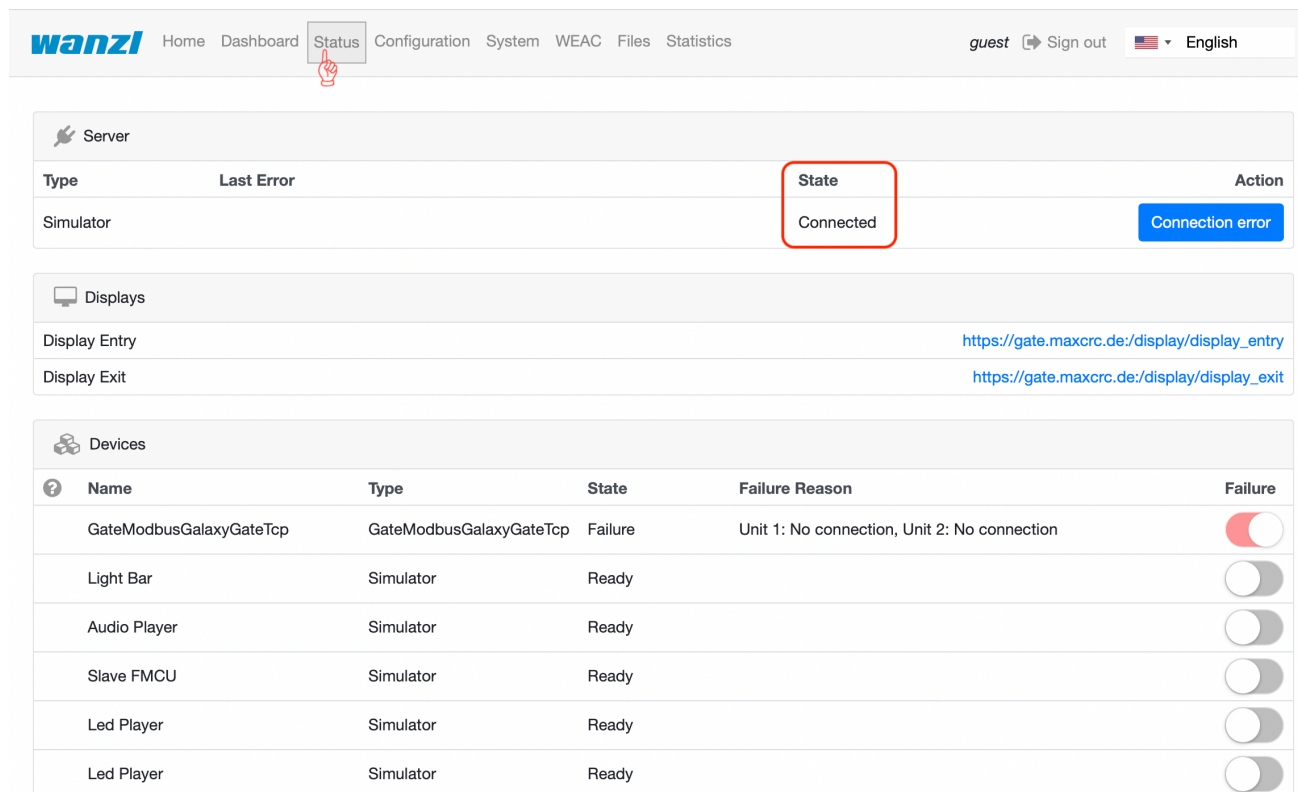 wanzl Home Dashboard Status Configuration System WEAC Files Statistics guest Sign out English
Server
Type Last Error State Action
Simulator Connected Connection error
Displays
Display Entry https://gate.maxcrc.de:/display/display_entry
Display Exit https://gate.maxcrc.de:/display/display_exit
Devices
? Name Type State Failure Reason Failure
GateModbusGalaxyGateTcp GateModbusGalaxyGateTcp Failure Unit 1: No connection, Unit 2: No connection
Light Bar Simulator Ready
Audio Player Simulator Ready
Slave FMCU Simulator Ready
Led Player Simulator Ready
Led Player Simulator Ready